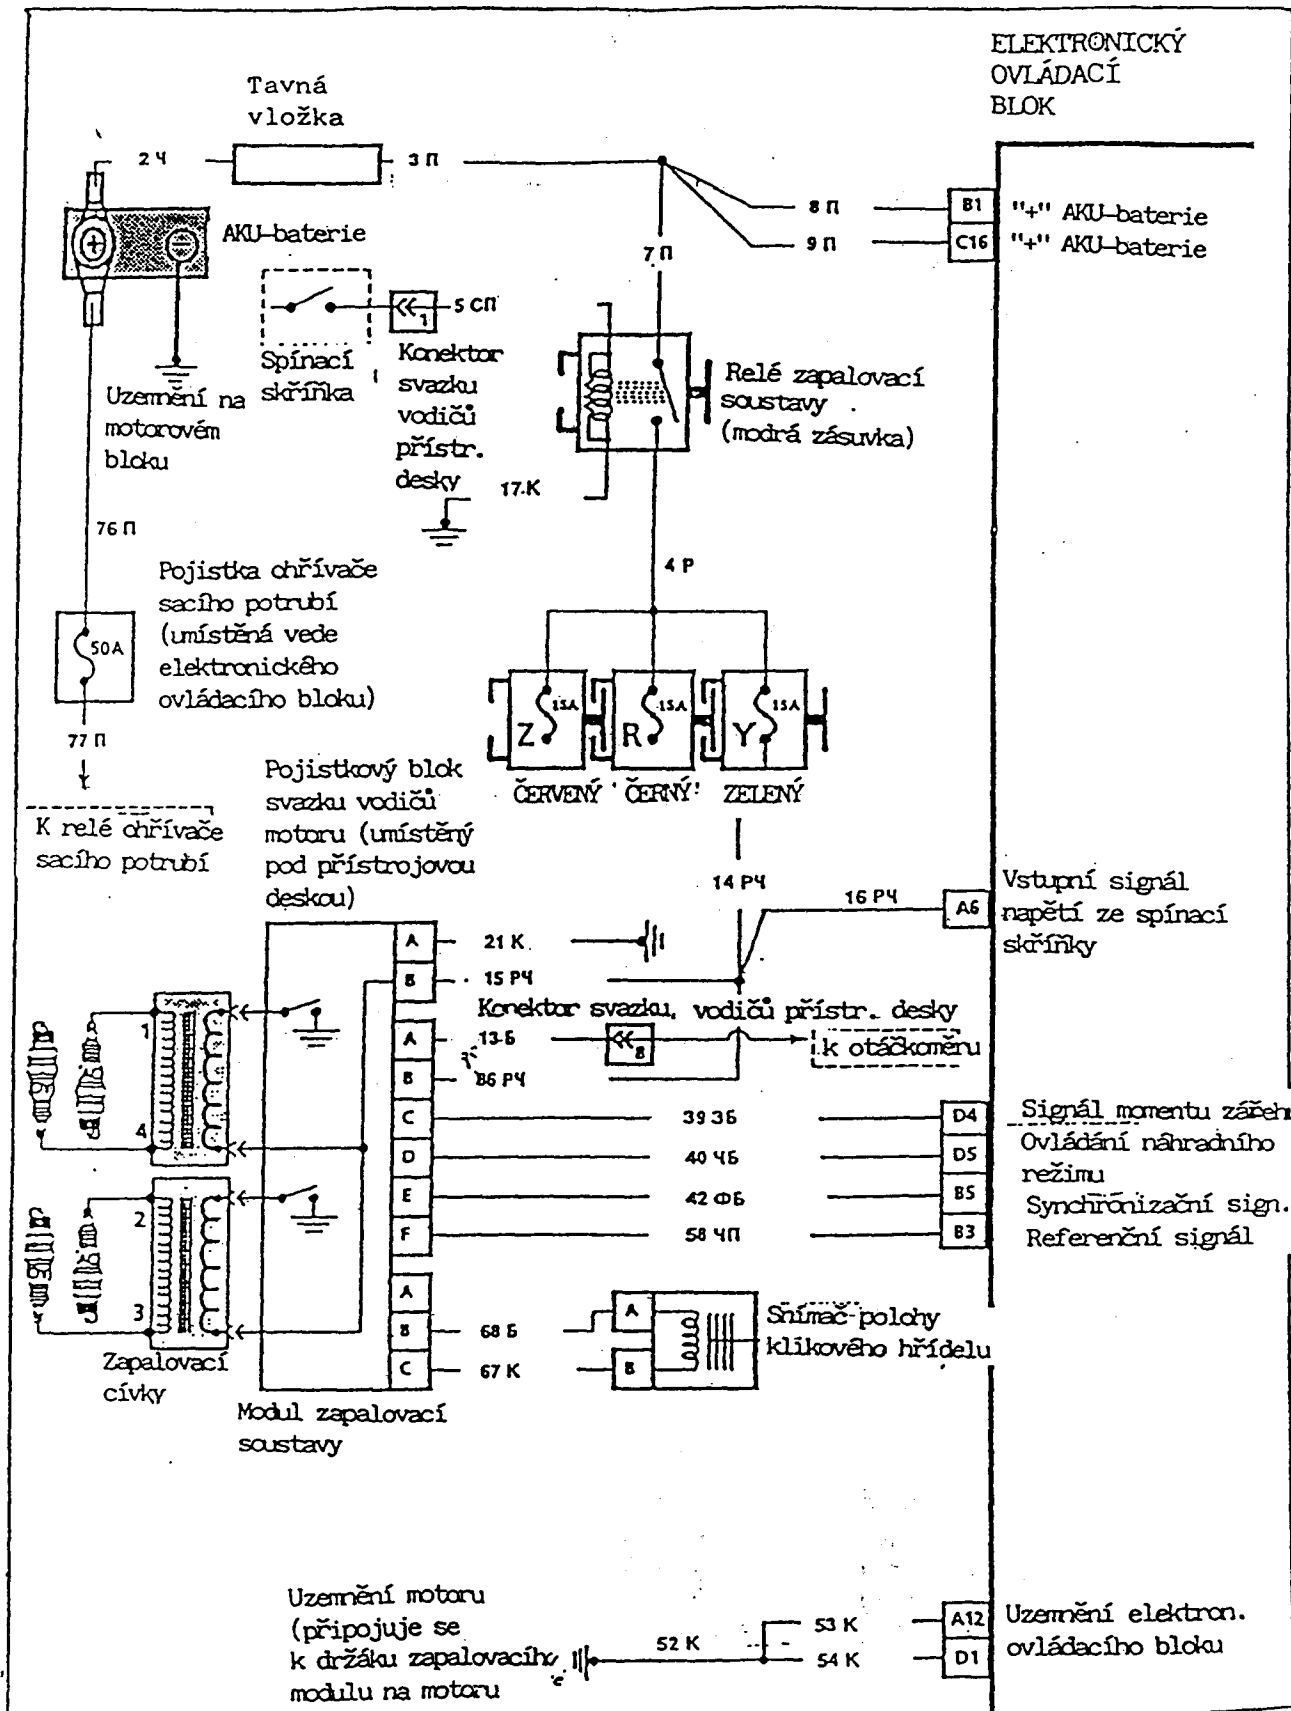 ELEKTRONICKÝ
OVLÁDACÍ
BLOK
Tavná
vložka
2 Ч
3 П
8 П
B1
"+" AKU-baterie
9 П
C16
"+" AKU-baterie
AKU-baterie
7 П
1
5 СП
Spínací
skříňka
Konektor
svazku
vodičů
přístr.
desky
Uzemnění na
motorovém
bloku
Relé zapalovací
soustavy
(modrá zásuvka)
17 К
76 П
4 Р
Pojistka ohřívače
sacího potrubí
(umístěná vede
elektronického
ovládacího bloku)
50A
77 П
K relé ohřívače
sacího potrubí
15A
15A
15A
Z
R
Y
ČERVENÝ
ČERNÝ
ZELENÝ
Pojistkový blok
svazku vodičů
motoru (umístěný
pod přístrojovou
deskou)
14 РЧ
16 РЧ
A6
Vstupní signál
napětí ze spínací
skříňky
A
21 К
B
15 РЧ
Konektor svazku vodičů přístr. desky
A
13 Б
8
k otáčkoměru
B
86 РЧ
C
39 ЗБ
D4
Signál momentu zážeh
D
40 ЧБ
D5
Ovládání náhradního
režimu
E
42 ФБ
B5
Synchronizační sign.
F
58 ЧП
B3
Referenční signál
1
4
2
3
A
B
68 Б
A
C
67 К
B
Snímač polohy
klikového hřídelu
Zapalovací
cívky
Modul zapalovací
soustavy
Uzemnění motoru
(připojuje se
k držáku zapalovacího
modulu na motoru
52 К
53 К
A12
54 К
D1
Uzemnění elektron.
ovládacího bloku